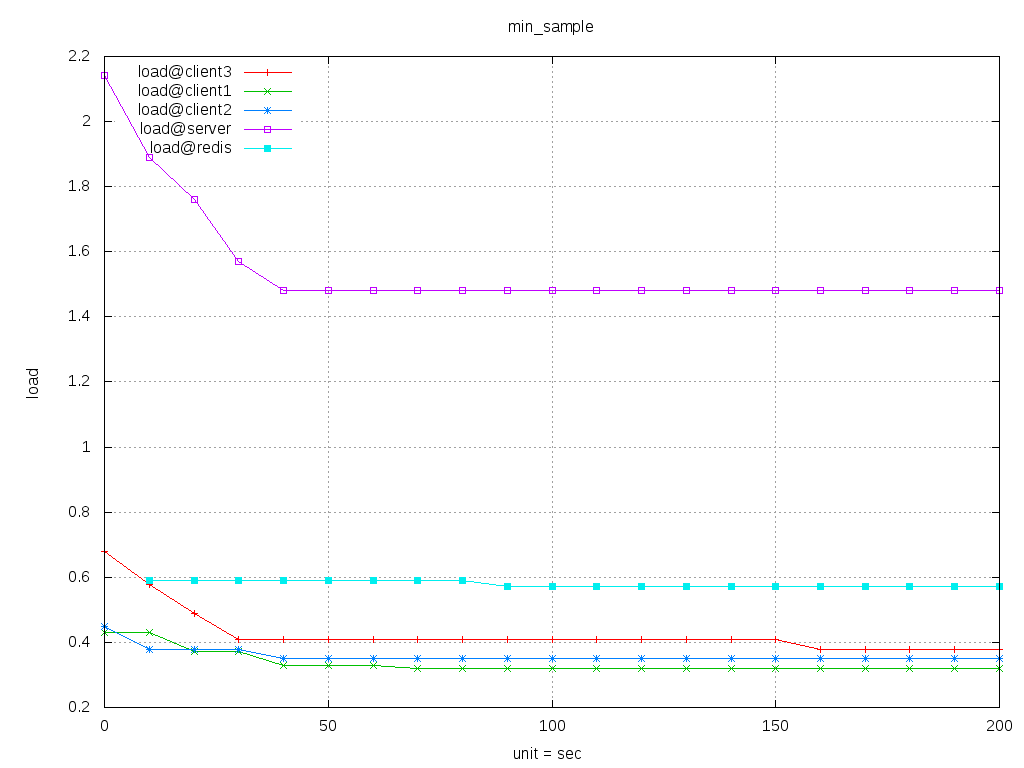 min_sample
load@client3
load@client1
load@client2
load@server
load@redis
2.2
2
1.8
1.6
1.4
1.2
1
0.8
0.6
0.4
0.2
load
0 50 100 150 200
unit = sec